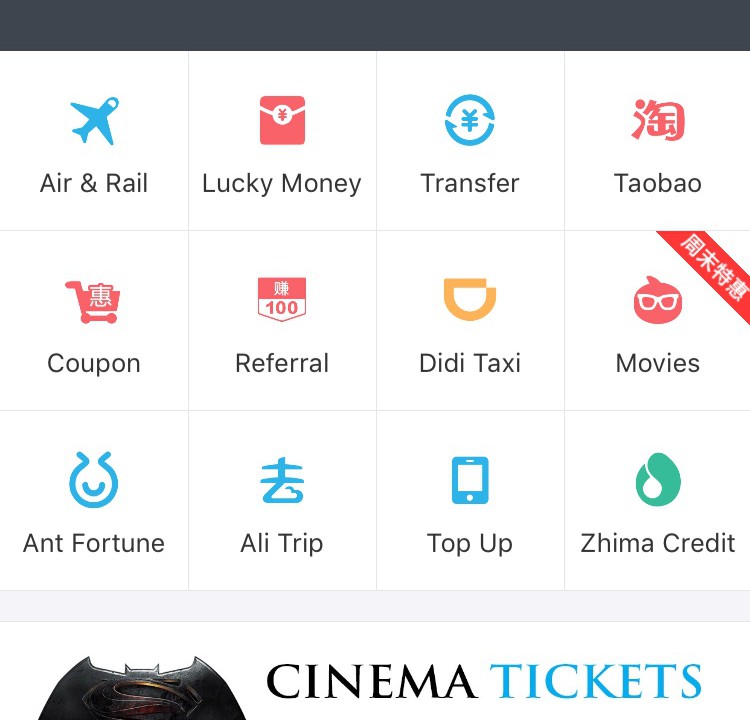 ¥
¥
淘
Air & Rail
Lucky Money
Transfer
Taobao
周末特惠
惠
赚
100
Coupon
Referral
Didi Taxi
Movies
去
Ant Fortune
Ali Trip
Top Up
Zhima Credit
CINEMA TICKETS